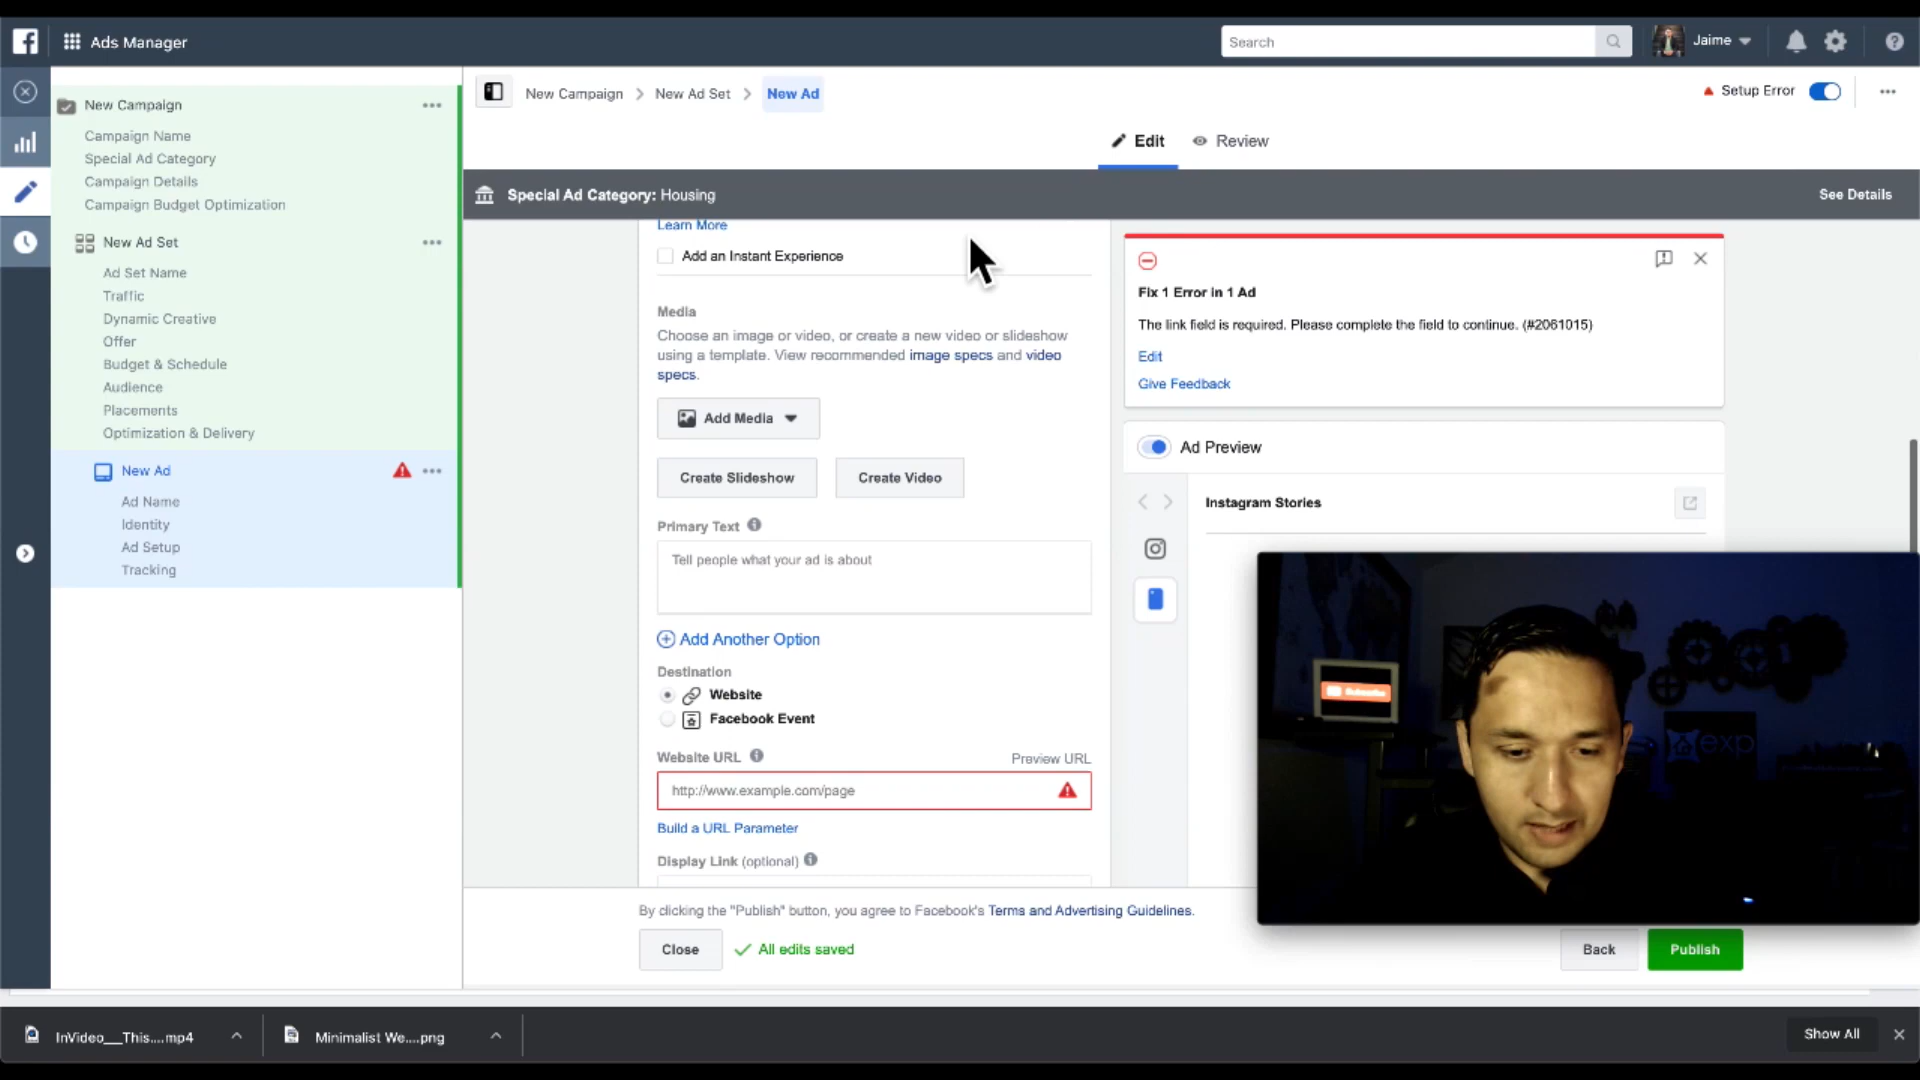 Ads Manager
Search
Jaime
New Campaign
Campaign Name
Special Ad Category
Campaign Details
Campaign Budget Optimization
New Ad Set
Ad Set Name
Traffic
Dynamic Creative
Offer
Budget & Schedule
Audience
Placements
Optimization & Delivery
New Ad
Ad Name
Identity
Ad Setup
Tracking
New Campaign
New Ad Set
New Ad
Setup Error
Edit
Review
Special Ad Category: Housing
See Details
Learn More
Add an Instant Experience
Media
Choose an image or video, or create a new video or slideshow
using a template. View recommended image specs and video
specs.
Add Media
Create Slideshow
Create Video
Primary Text
Tell people what your ad is about
Add Another Option
Destination
Website
Facebook Event
Website URL
Preview URL
http://www.example.com/page
Build a URL Parameter
Display Link (optional)
Fix 1 Error in 1 Ad
The link field is required. Please complete the field to continue. (#2061015)
Edit
Give Feedback
Ad Preview
Instagram Stories
Subscribe
exp
By clicking the "Publish" button, you agree to Facebook's Terms and Advertising Guidelines.
Close
All edits saved
Back
Publish
InVideo__This....mp4
Minimalist We....png
Show All